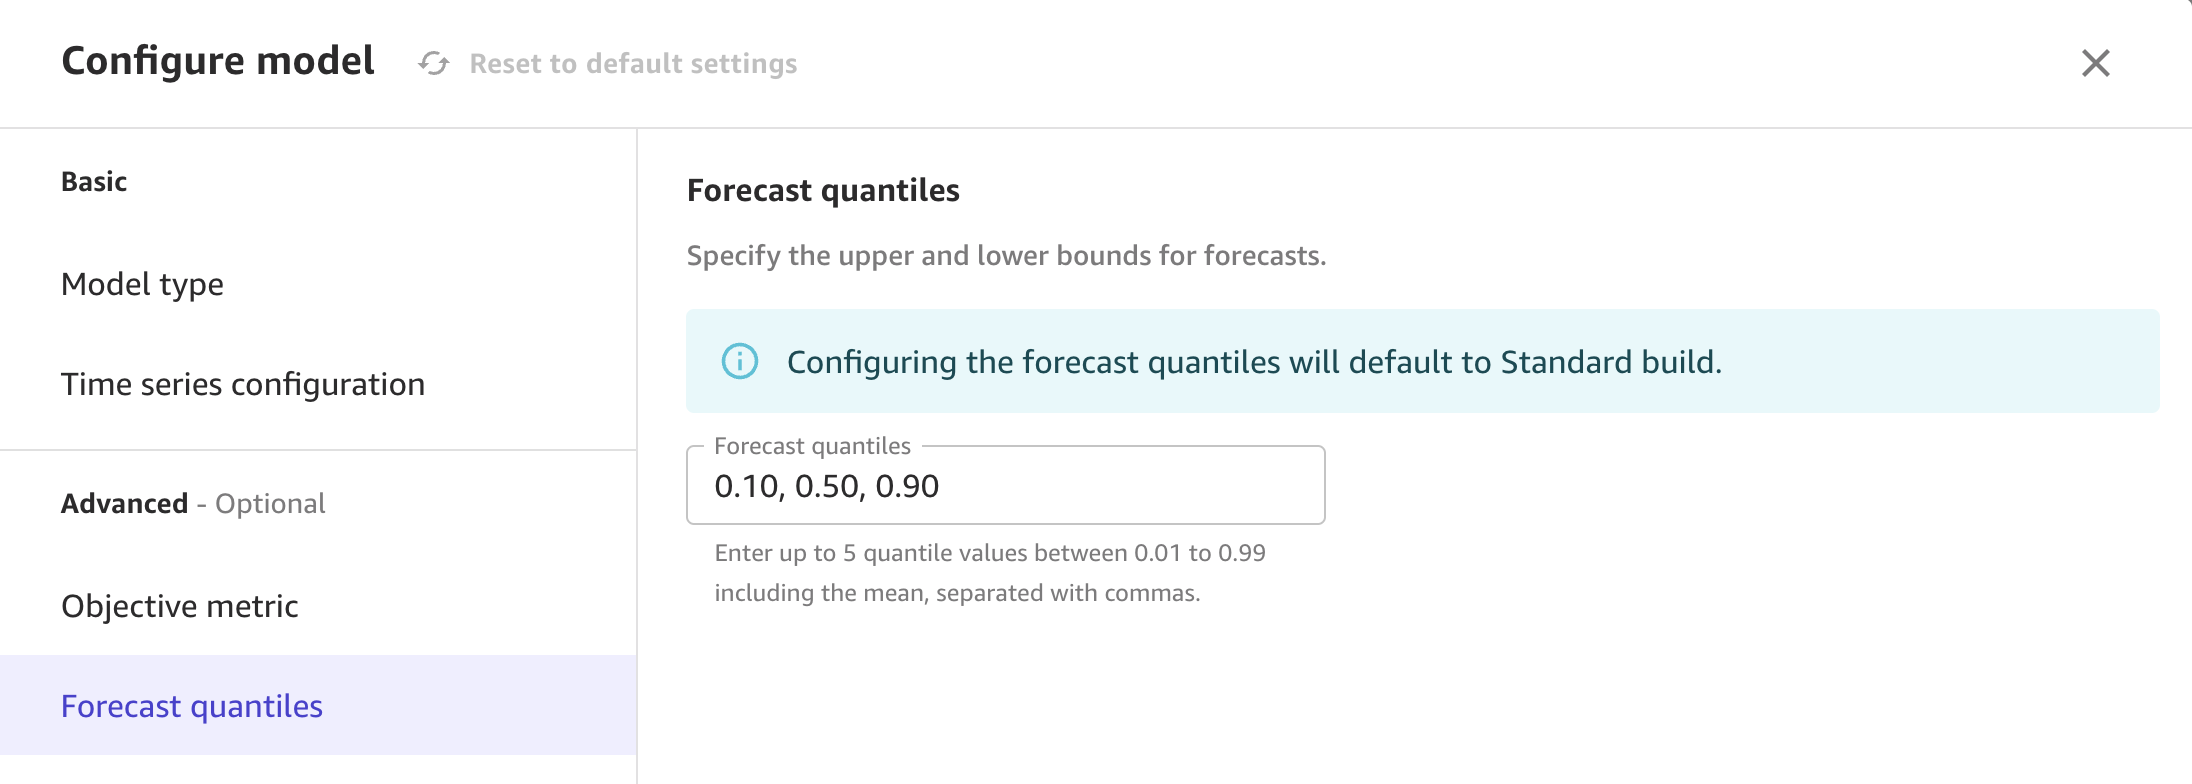 Configure model
Reset to default settings
Basic
Model type
Time series configuration
Advanced - Optional
Objective metric
Forecast quantiles
Forecast quantiles
Specify the upper and lower bounds for forecasts.
Configuring the forecast quantiles will default to Standard build.
Forecast quantiles
0.10, 0.50, 0.90
Enter up to 5 quantile values between 0.01 to 0.99
including the mean, separated with commas.